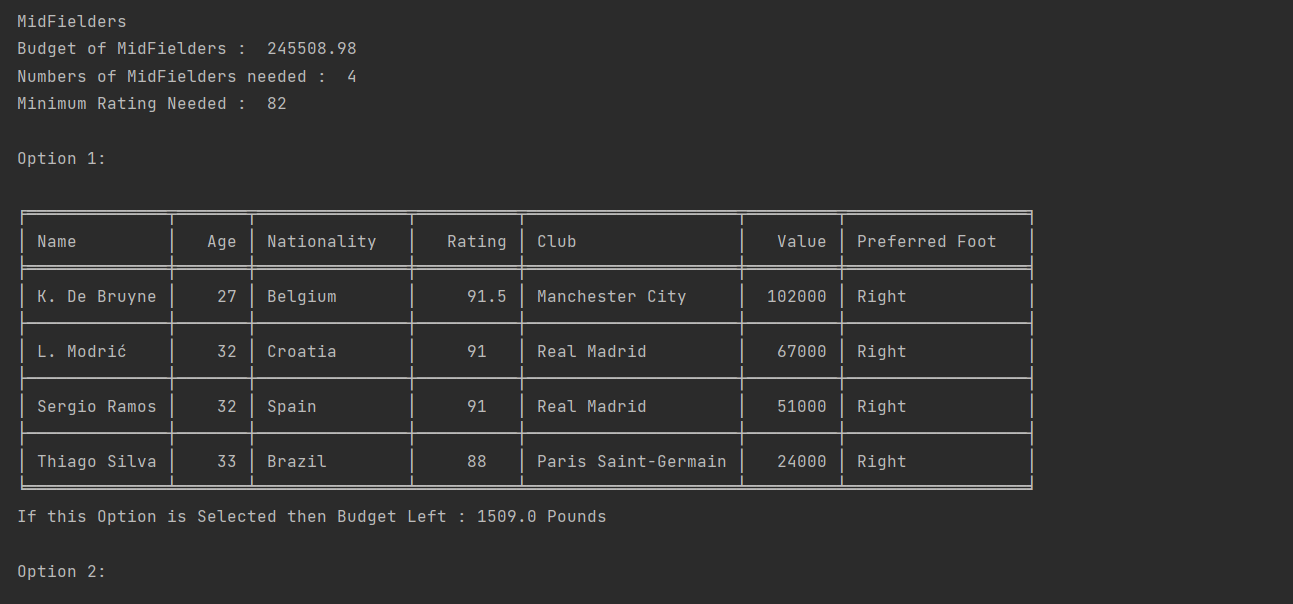 MidFielders
Budget of MidFielders :  245508.98
Numbers of MidFielders needed :  4
Minimum Rating Needed :  82
Option 1:
Name Age Nationality Rating Club Value Preferred Foot
K. De Bruyne 27 Belgium 91.5 Manchester City 102000 Right
L. Modrić 32 Croatia 91 Real Madrid 67000 Right
Sergio Ramos 32 Spain 91 Real Madrid 51000 Right
Thiago Silva 33 Brazil 88 Paris Saint-Germain 24000 Right
If this Option is Selected then Budget Left : 1509.0 Pounds
Option 2: